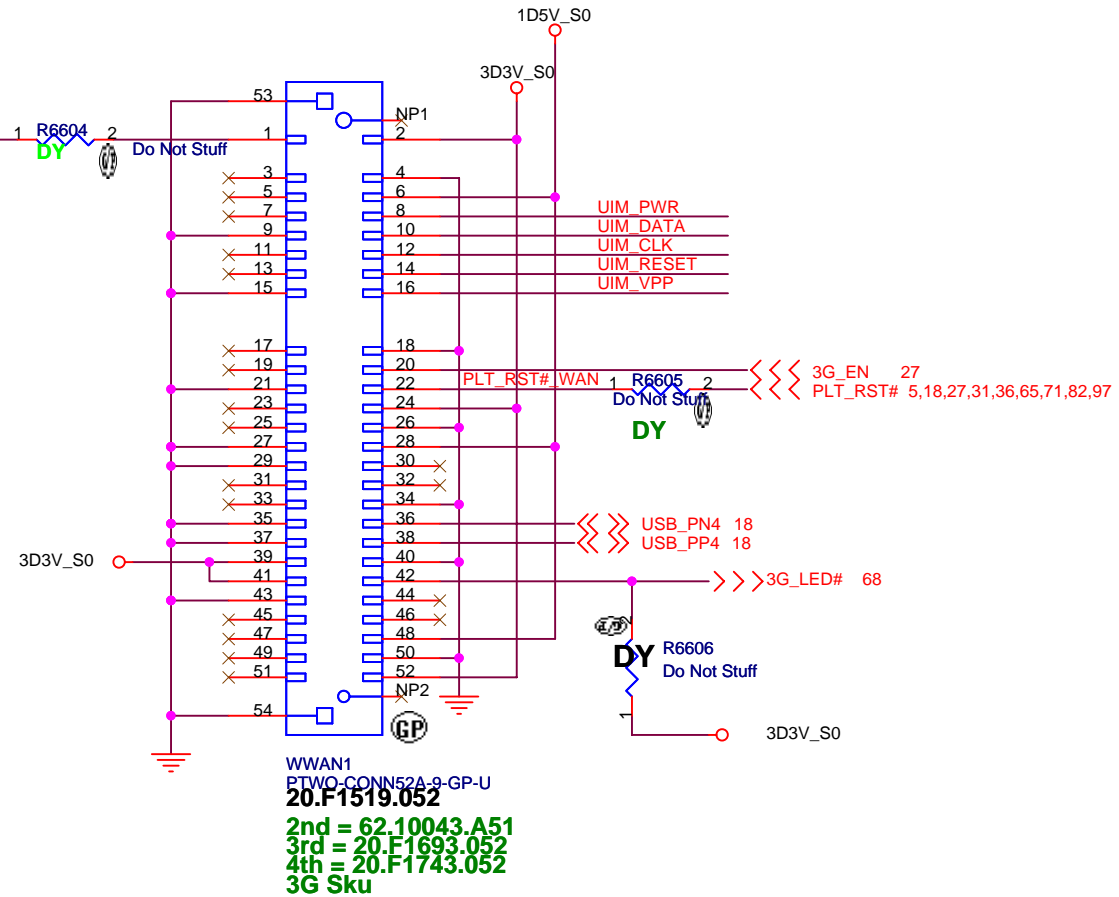 1D5V_S0
3D3V_S0
53
NP1
1 R6604 2
DY
Do Not Stuff
1 2
3 4
5 6
7 8 UIM_PWR
9 10 UIM_DATA
11 12 UIM_CLK
13 14 UIM_RESET
15 16 UIM_VPP
17 18
19 20 3G_EN 27
21 22 PLT_RST#_WAN 1 R6605 2 PLT_RST# 5,18,27,31,36,65,71,82,97
Do Not Stuff
DY
23 24
25 26
27 28
29 30
31 32
33 34
35 36 USB_PN4 18
37 38 USB_PP4 18
3D3V_S0 39 40
41 42 3G_LED# 68
43 44
45 46
47 48
49 50
51 52
2
DY R6606
Do Not Stuff
1
3D3V_S0
NP2
54
GP
WWAN1
PTWO-CONN52A-9-GP-U
20.F1519.052
2nd = 62.10043.A51
3rd = 20.F1693.052
4th = 20.F1743.052
3G Sku